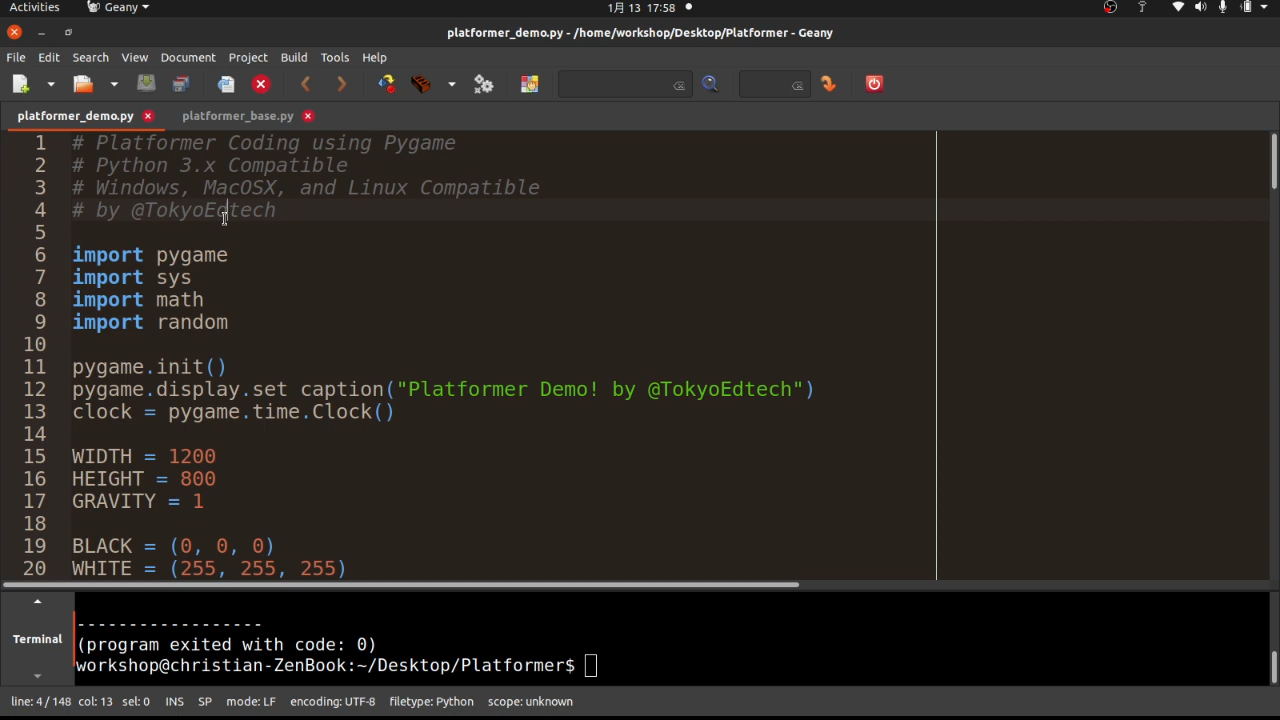 Activities Geany 1月 13 17:58
platformer_demo.py - /home/workshop/Desktop/Platformer - Geany
File Edit Search View Document Project Build Tools Help
platformer_demo.py platformer_base.py
1 # Platformer Coding using Pygame
2 # Python 3.x Compatible
3 # Windows, MacOSX, and Linux Compatible
4 # by @TokyoEdtech
5
6 import pygame
7 import sys
8 import math
9 import random
10
11 pygame.init()
12 pygame.display.set caption("Platformer Demo! by @TokyoEdtech")
13 clock = pygame.time.Clock()
14
15 WIDTH = 1200
16 HEIGHT = 800
17 GRAVITY = 1
18
19 BLACK = (0, 0, 0)
20 WHITE = (255, 255, 255)
Terminal
------------------
(program exited with code: 0)
workshop@christian-ZenBook:~/Desktop/Platformer$
line: 4 / 148 col: 13 sel: 0 INS SP mode: LF encoding: UTF-8 filetype: Python scope: unknown